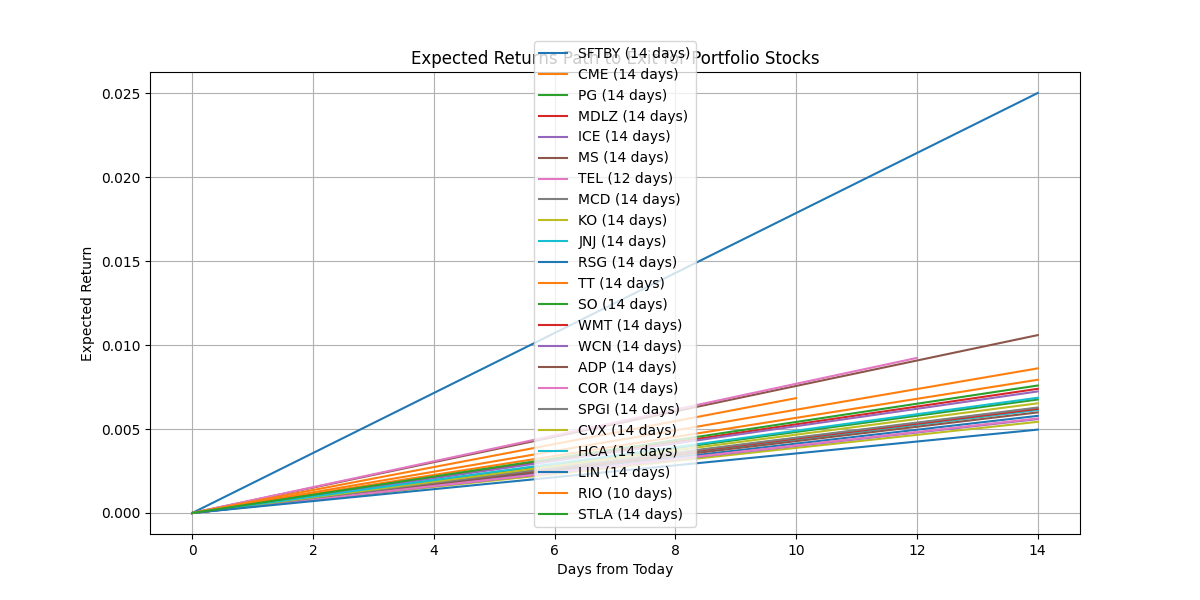 Expected Returns Path to Exit for Portfolio Stocks
SFTBY (14 days)
CME (14 days)
PG (14 days)
MDLZ (14 days)
ICE (14 days)
MS (14 days)
TEL (12 days)
MCD (14 days)
KO (14 days)
JNJ (14 days)
RSG (14 days)
TT (14 days)
SO (14 days)
WMT (14 days)
WCN (14 days)
ADP (14 days)
COR (14 days)
SPGI (14 days)
CVX (14 days)
HCA (14 days)
LIN (14 days)
RIO (10 days)
STLA (14 days)
0.025
0.020
0.015
0.010
0.005
0.000
Expected Return
0 2 4 6 8 10 12 14
Days from Today